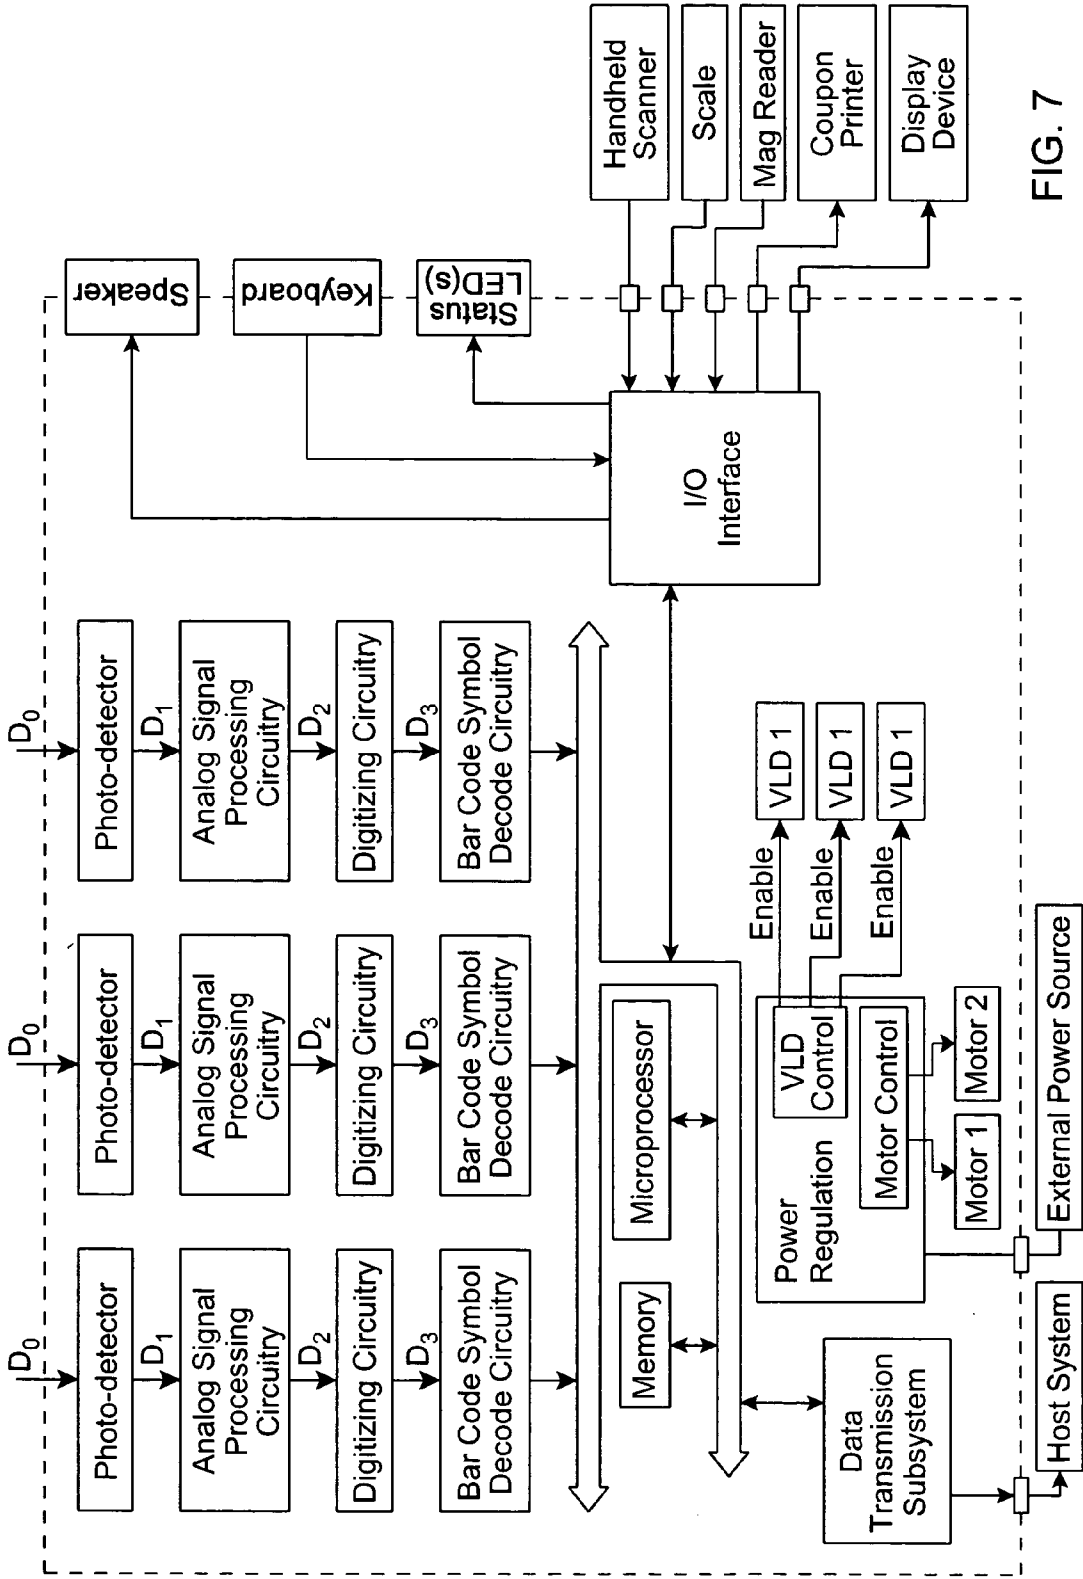 D0
Photo-detector
D1
Analog Signal
Processing
Circuitry
D2
Digitizing Circuitry
D3
Bar Code Symbol
Decode Circuitry
D0
Photo-detector
D1
Analog Signal
Processing
Circuitry
D2
Digitizing Circuitry
D3
Bar Code Symbol
Decode Circuitry
D0
Photo-detector
D1
Analog Signal
Processing
Circuitry
D2
Digitizing Circuitry
D3
Bar Code Symbol
Decode Circuitry
Speaker
Keyboard
Status
LED(s)
Handheld
Scanner
Scale
Mag Reader
Coupon
Printer
Display
Device
I/O
Interface
Memory
Microprocessor
Data
Transmission
Subsystem
Host System
Power
Regulation
VLD
Control
Motor Control
Enable
VLD 1
Enable
VLD 1
Enable
VLD 1
Motor 1
Motor 2
External Power Source
FIG. 7